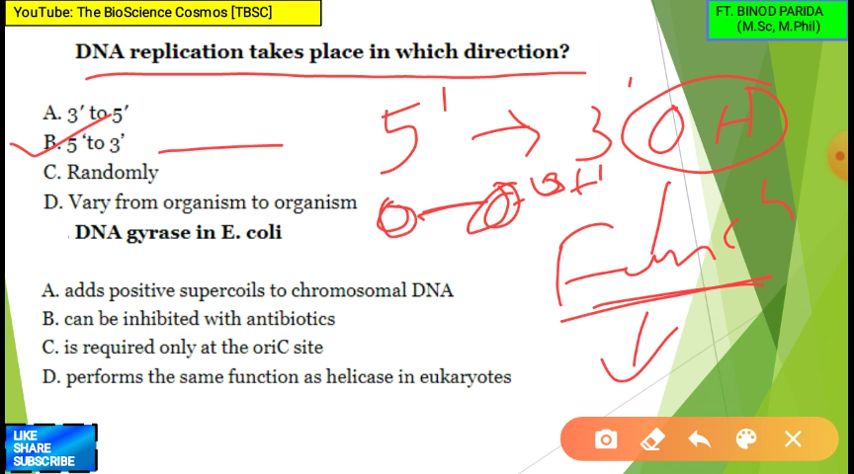 YouTube: The BioScience Cosmos [TBSC]
FT. BINOD PARIDA
(M.Sc, M.Phil)
DNA replication takes place in which direction?
A. 3′ to 5′
B. 5 ‘to 3’
C. Randomly
D. Vary from organism to organism
5' → 3' OH
DNA gyrase in E. coli
A. adds positive supercoils to chromosomal DNA
B. can be inhibited with antibiotics
C. is required only at the oriC site
D. performs the same function as helicase in eukaryotes
LIKE
SHARE
SUBSCRIBE